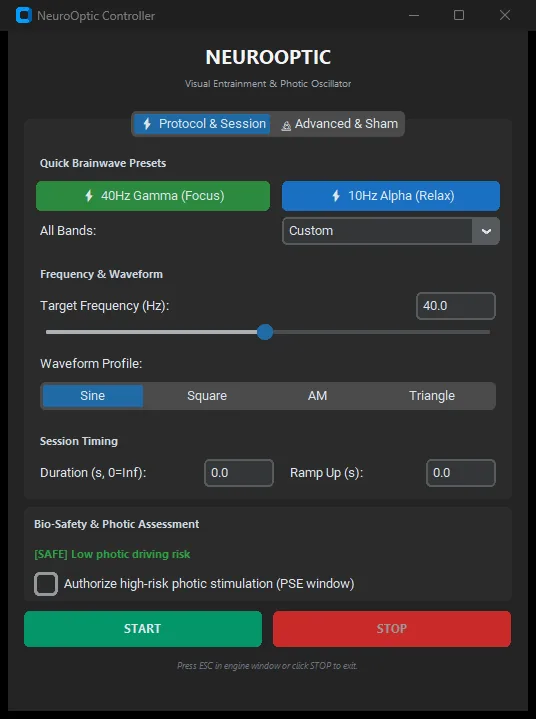 NeuroOptic Controller
NEUROOPTIC
Visual Entrainment & Photic Oscillator
Protocol & Session Advanced & Sham
Quick Brainwave Presets
40Hz Gamma (Focus) 10Hz Alpha (Relax)
All Bands: Custom
Frequency & Waveform
Target Frequency (Hz): 40.0
Waveform Profile:
Sine Square AM Triangle
Session Timing
Duration (s, 0=Inf): 0.0 Ramp Up (s): 0.0
Bio-Safety & Photic Assessment
[SAFE] Low photic driving risk
Authorize high-risk photic stimulation (PSE window)
START STOP
Press ESC in engine window or click STOP to exit.